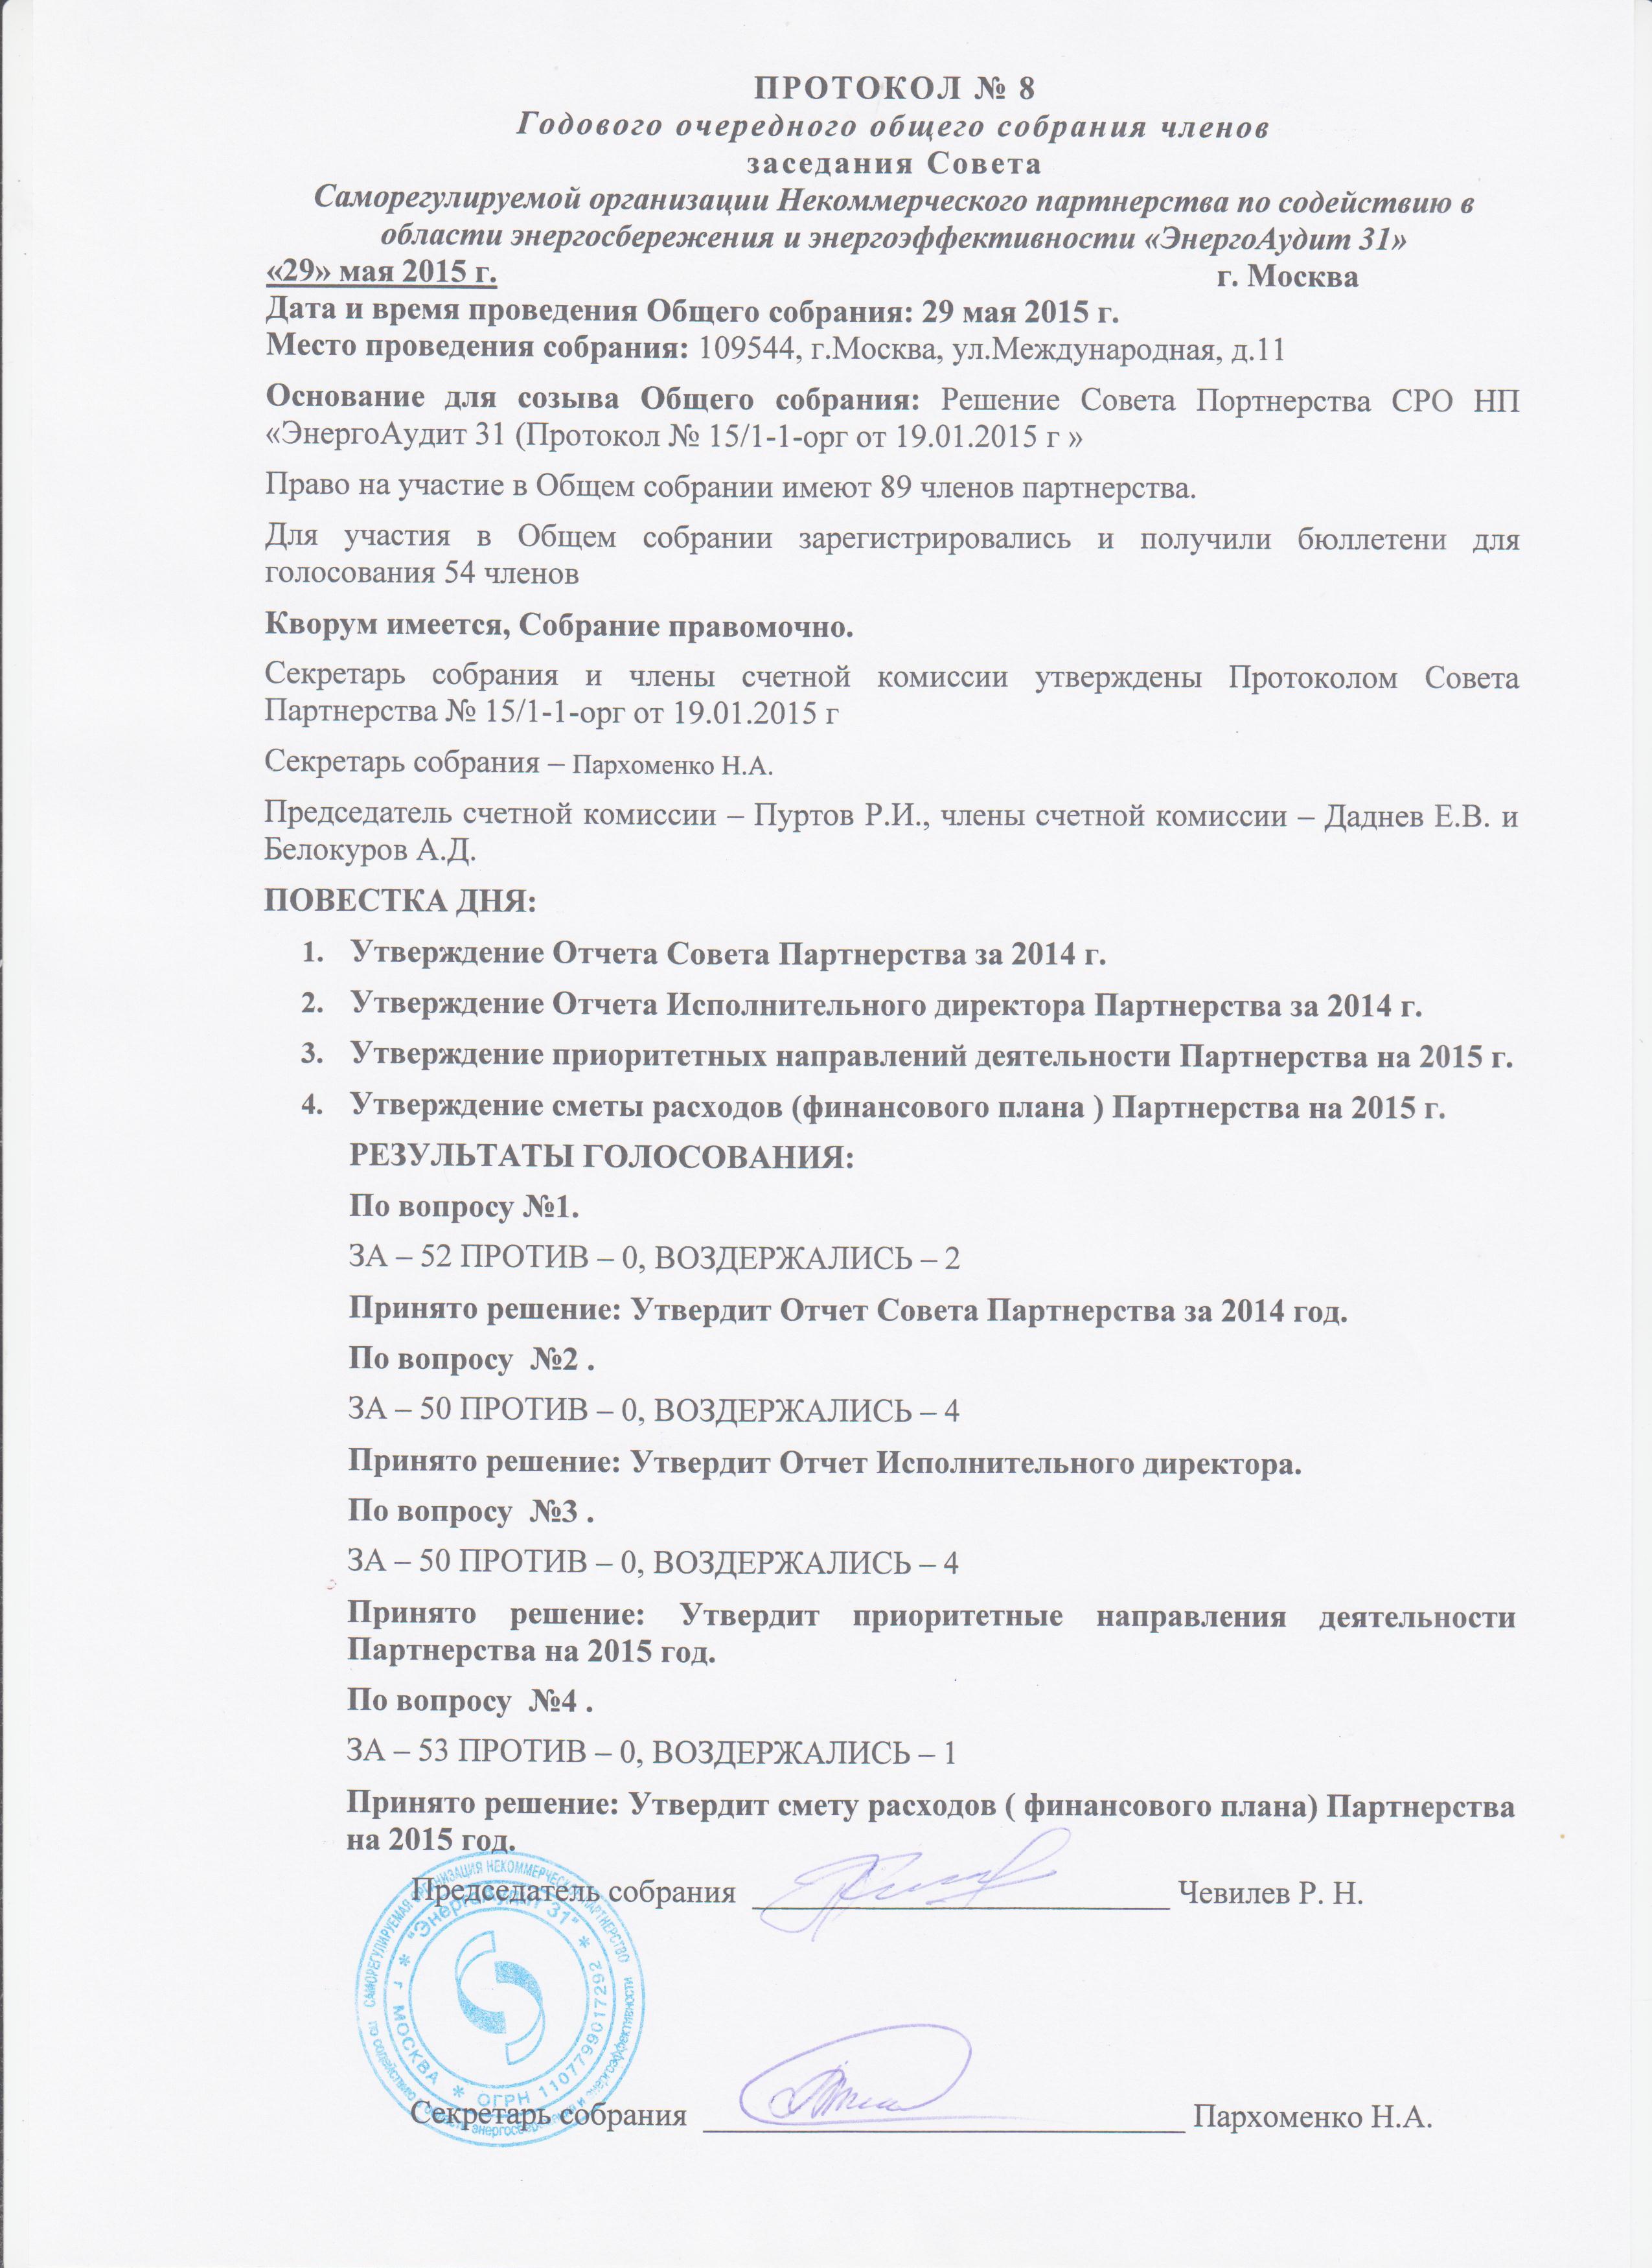 ПРОТОКОЛ № 8
Годового очередного общего собрания членов
заседания Совета
Саморегулируемой организации Некоммерческого партнерства по содействию в
области энергосбережения и энергоэффективности «ЭнергоАудит 31»
«29» мая 2015 г. г. Москва
Дата и время проведения Общего собрания: 29 мая 2015 г.
Место проведения собрания: 109544, г.Москва, ул.Международная, д.11
Основание для созыва Общего собрания: Решение Совета Портнерства СРО НП
«ЭнергоАудит 31 (Протокол № 15/1-1-орг от 19.01.2015 г »
Право на участие в Общем собрании имеют 89 членов партнерства.
Для участия в Общем собрании зарегистрировались и получили бюллетени для
голосования 54 членов
Кворум имеется, Собрание правомочно.
Секретарь собрания и члены счетной комиссии утверждены Протоколом Совета
Партнерства № 15/1-1-орг от 19.01.2015 г
Секретарь собрания – Пархоменко Н.А.
Председатель счетной комиссии – Пуртов Р.И., члены счетной комиссии – Даднев Е.В. и
Белокуров А.Д.
ПОВЕСТКА ДНЯ:
1. Утверждение Отчета Совета Партнерства за 2014 г.
2. Утверждение Отчета Исполнительного директора Партнерства за 2014 г.
3. Утверждение приоритетных направлений деятельности Партнерства на 2015 г.
4. Утверждение сметы расходов (финансового плана ) Партнерства на 2015 г.
РЕЗУЛЬТАТЫ ГОЛОСОВАНИЯ:
По вопросу №1.
ЗА – 52 ПРОТИВ – 0, ВОЗДЕРЖАЛИСЬ – 2
Принято решение: Утвердит Отчет Совета Партнерства за 2014 год.
По вопросу №2 .
ЗА – 50 ПРОТИВ – 0, ВОЗДЕРЖАЛИСЬ – 4
Принято решение: Утвердит Отчет Исполнительного директора.
По вопросу №3 .
ЗА – 50 ПРОТИВ – 0, ВОЗДЕРЖАЛИСЬ – 4
Принято решение: Утвердит приоритетные направления деятельности
Партнерства на 2015 год.
По вопросу №4 .
ЗА – 53 ПРОТИВ – 0, ВОЗДЕРЖАЛИСЬ – 1
Принято решение: Утвердит смету расходов ( финансового плана) Партнерства
на 2015 год.
Председатель собрания Чевилев Р. Н.
САМОРЕГУЛИРУЕМАЯ ОРГАНИЗАЦИЯ НЕКОММЕРЧЕСКОЕ ПАРТНЕРСТВО
по содействию в области энергосбережения и энергоэффективности
"ЭнергоАудит 31" *
г МОСКВА * ОГРН 1107799017292
Секретарь собрания Пархоменко Н.А.